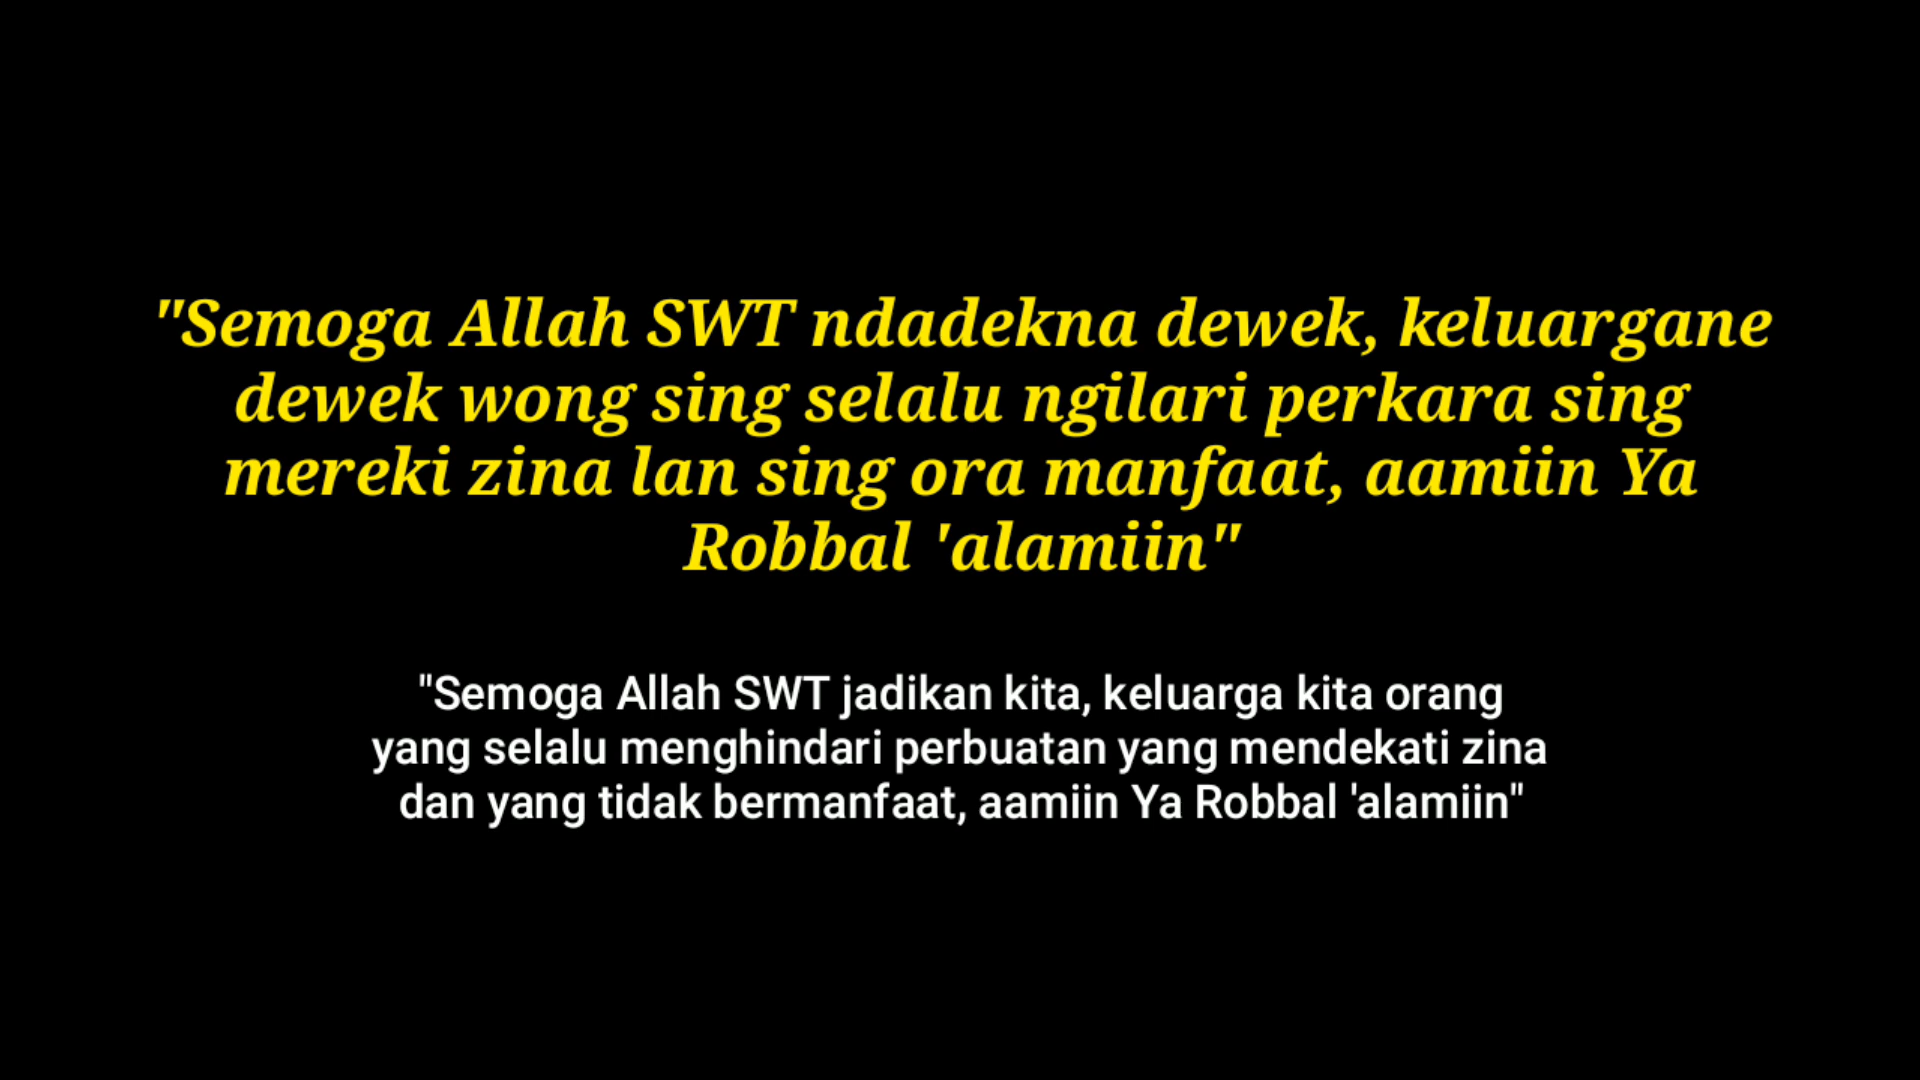 "Semoga Allah SWT ndadekna dewek, keluargane
dewek wong sing selalu ngilari perkara sing
mereki zina lan sing ora manfaat, aamiin Ya
Robbal 'alamiin"
"Semoga Allah SWT jadikan kita, keluarga kita orang
yang selalu menghindari perbuatan yang mendekati zina
dan yang tidak bermanfaat, aamiin Ya Robbal 'alamiin"